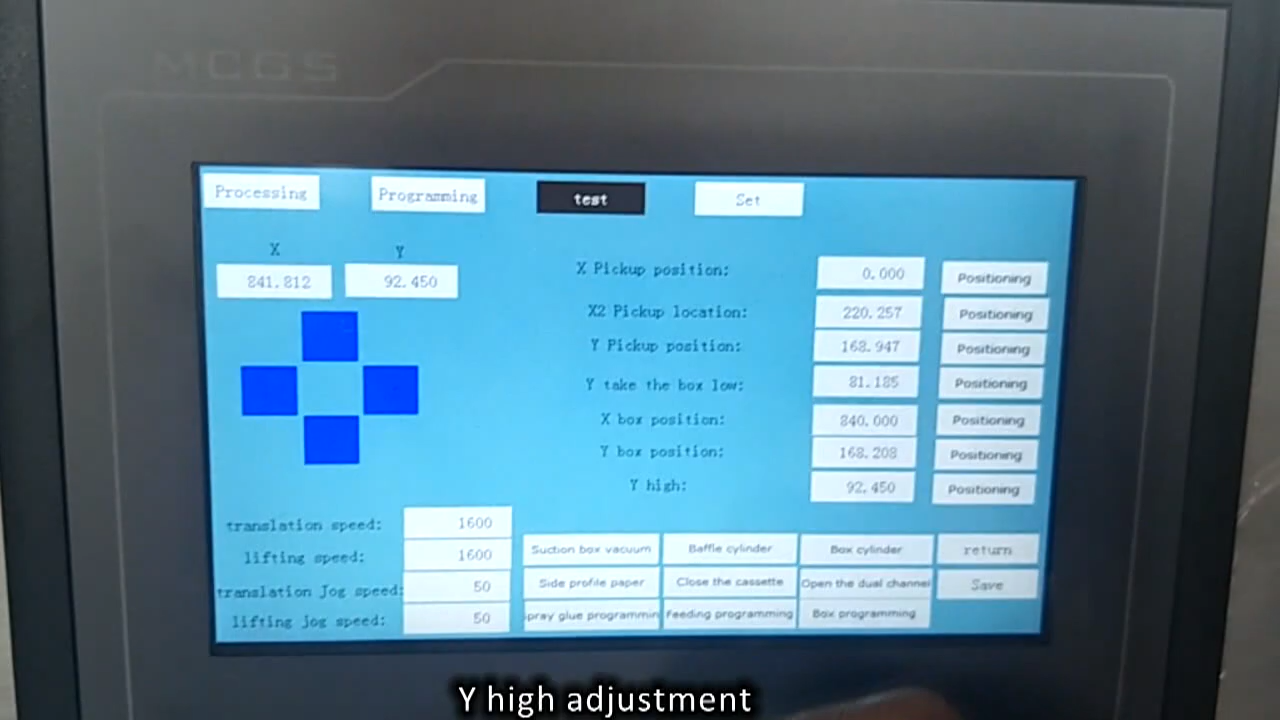 MCGS
Processing Programming test Set
X Y
841.812 92.450
X Pickup position: 0.000 Positioning
X2 Pickup location: 220.257 Positioning
Y Pickup position: 168.947 Positioning
Y take the box low: 81.185 Positioning
X box position: 840.000 Positioning
Y box position: 168.208 Positioning
Y high: 92.450 Positioning
translation speed: 1600
lifting speed: 1600
translation Jog speed: 50
lifting jog speed: 50
Suction box vacuum Baffle cylinder Box cylinder return
Side profile paper Close the cassette Open the dual channel Save
pray glue programmin Feeding programming Box programming
Y high adjustment